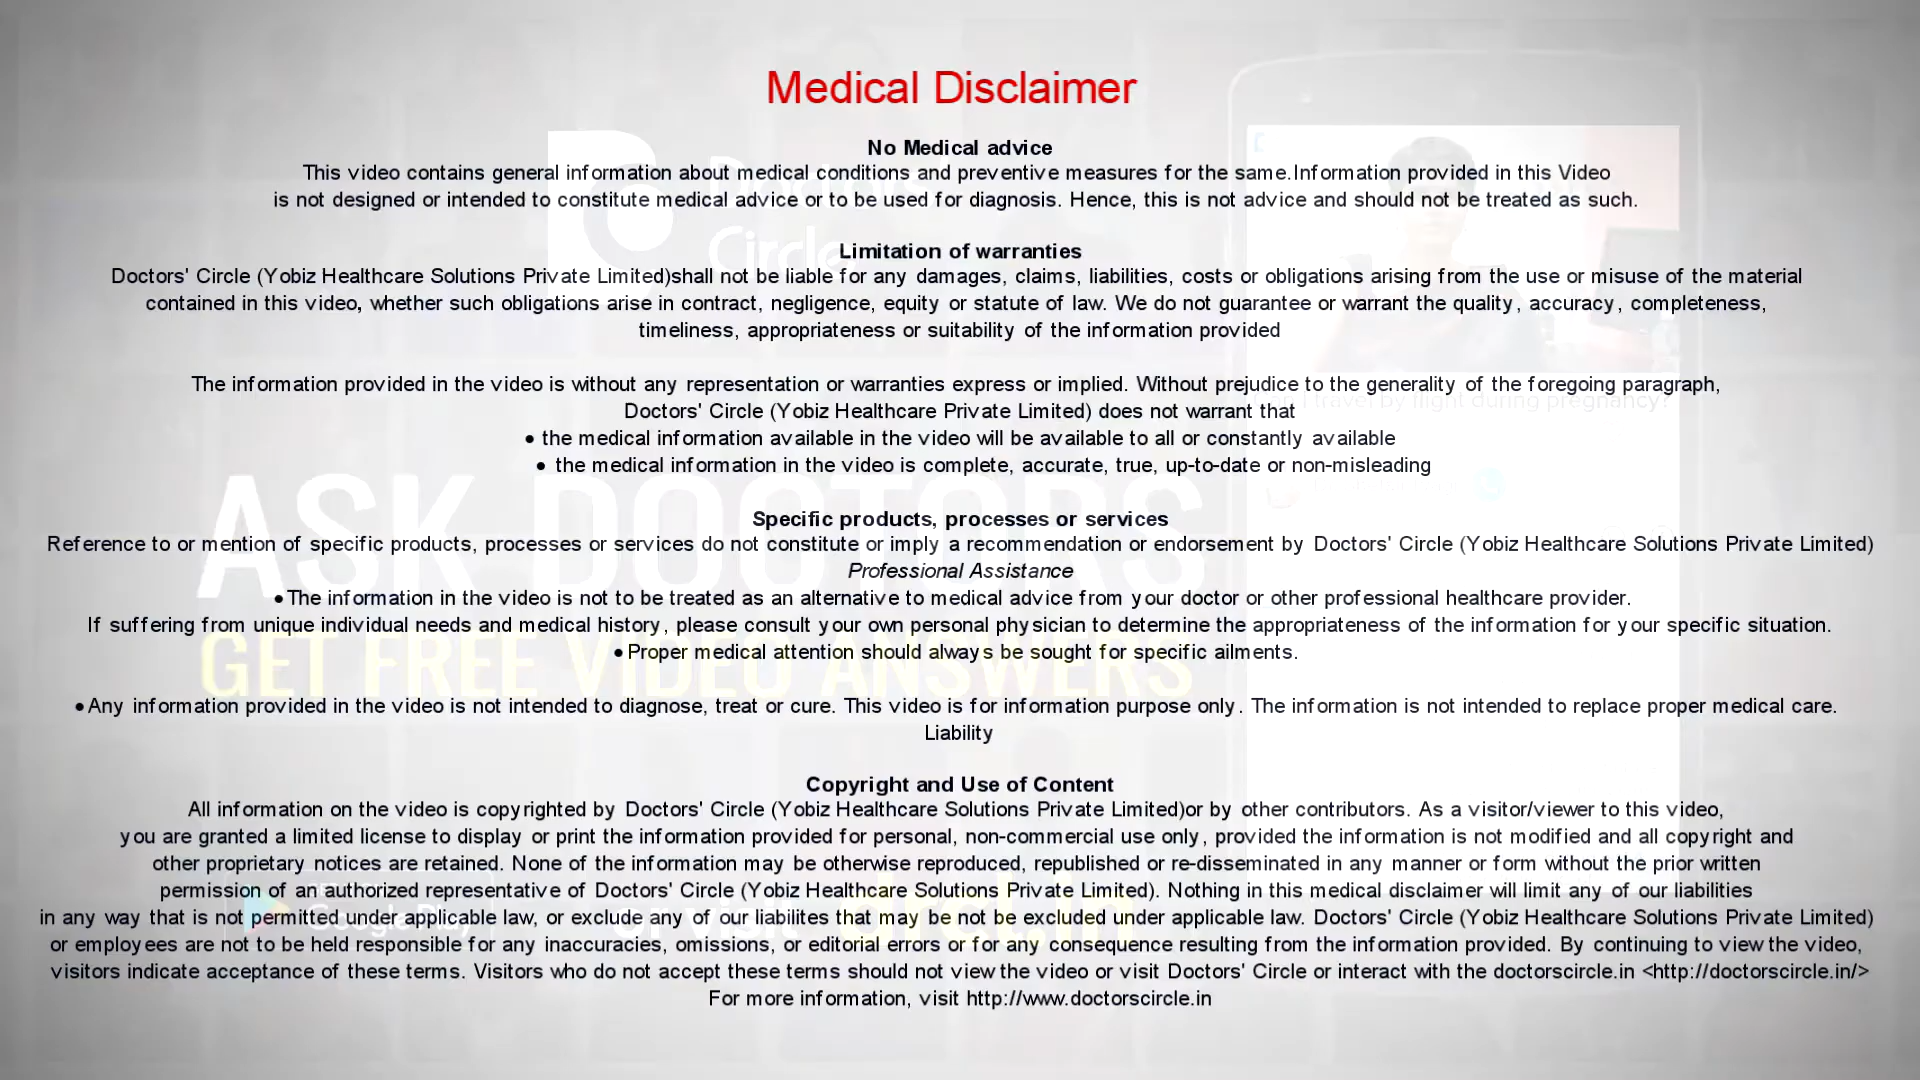 Medical Disclaimer
No Medical advice
This video contains general information about medical conditions and preventive measures for the same.Information provided in this Video
is not designed or intended to constitute medical advice or to be used for diagnosis. Hence, this is not advice and should not be treated as such.
Limitation of warranties
Doctors' Circle (Yobiz Healthcare Solutions Private Limited)shall not be liable for any damages, claims, liabilities, costs or obligations arising from the use or misuse of the material
contained in this video, whether such obligations arise in contract, negligence, equity or statute of law. We do not guarantee or warrant the quality, accuracy, completeness,
timeliness, appropriateness or suitability of the information provided
The information provided in the video is without any representation or warranties express or implied. Without prejudice to the generality of the foregoing paragraph,
Doctors' Circle (Yobiz Healthcare Private Limited) does not warrant that
• the medical information available in the video will be available to all or constantly available
• the medical information in the video is complete, accurate, true, up-to-date or non-misleading
Specific products, processes or services
Reference to or mention of specific products, processes or services do not constitute or imply a recommendation or endorsement by Doctors' Circle (Yobiz Healthcare Solutions Private Limited)
Professional Assistance
•The information in the video is not to be treated as an alternative to medical advice from your doctor or other professional healthcare provider.
If suffering from unique individual needs and medical history, please consult your own personal physician to determine the appropriateness of the information for your specific situation.
•Proper medical attention should always be sought for specific ailments.
•Any information provided in the video is not intended to diagnose, treat or cure. This video is for information purpose only. The information is not intended to replace proper medical care.
Liability
Copyright and Use of Content
All information on the video is copyrighted by Doctors' Circle (Yobiz Healthcare Solutions Private Limited)or by other contributors. As a visitor/viewer to this video,
you are granted a limited license to display or print the information provided for personal, non-commercial use only, provided the information is not modified and all copyright and
other proprietary notices are retained. None of the information may be otherwise reproduced, republished or re-disseminated in any manner or form without the prior written
permission of an authorized representative of Doctors' Circle (Yobiz Healthcare Solutions Private Limited). Nothing in this medical disclaimer will limit any of our liabilities
in any way that is not permitted under applicable law, or exclude any of our liabilites that may be not be excluded under applicable law. Doctors' Circle (Yobiz Healthcare Solutions Private Limited)
or employees are not to be held responsible for any inaccuracies, omissions, or editorial errors or for any consequence resulting from the information provided. By continuing to view the video,
visitors indicate acceptance of these terms. Visitors who do not accept these terms should not view the video or visit Doctors' Circle or interact with the doctorscircle.in <http://doctorscircle.in/>
For more information, visit http://www.doctorscircle.in
Doctors'
Circle
ASK DOCTORS
GET FREE VIDEO ANSWERS
Google Play
or visit drcl.in
Can I travel by flight during pregnancy?